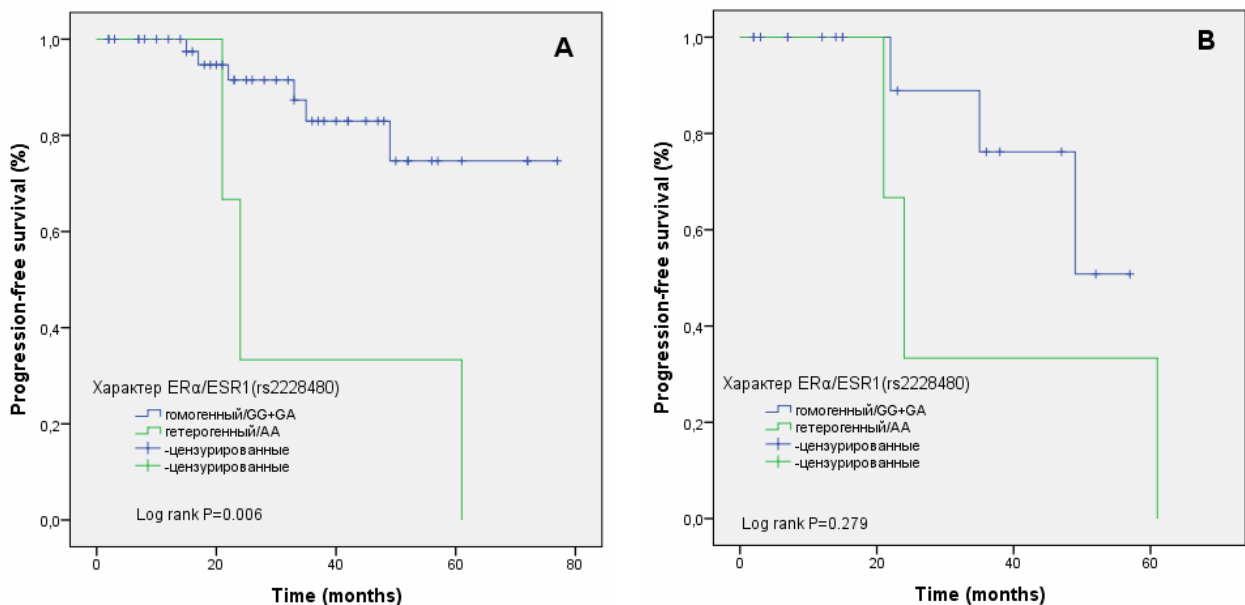 A
Progression-free survival (%)
1,0
0,8
0,6
0,4
0,2
0,0
Характер ERα/ESR1(rs2228480)
гомогенный/GG+GA
гетерогенный/AA
-цензурированные
-цензурированные
Log rank P=0.006
0 20 40 60 80
Time (months)
B
Progression-free survival (%)
1,0
0,8
0,6
0,4
0,2
0,0
Характер ERα/ESR1(rs2228480)
гомогенный/GG+GA
гетерогенный/AA
-цензурированные
-цензурированные
Log rank P=0.279
0 20 40 60
Time (months)